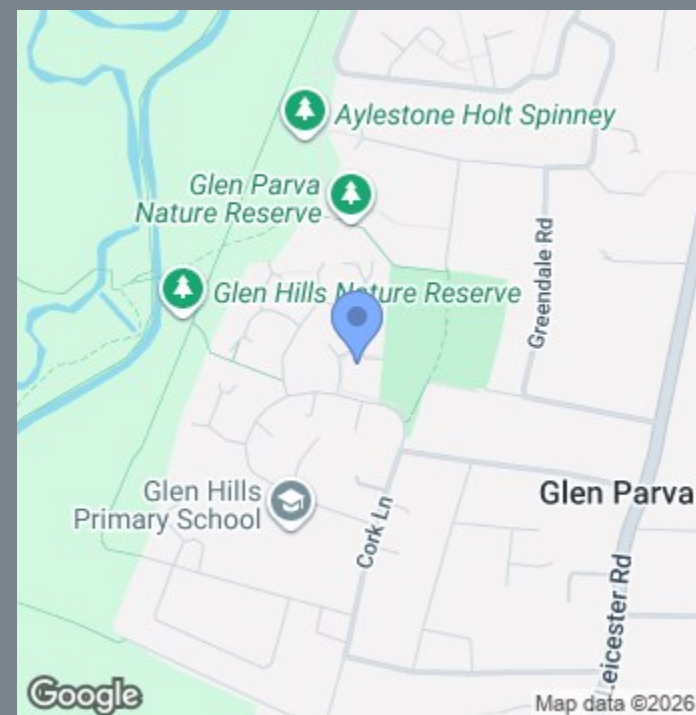 Aylestone Holt Spinney
Glen Parva
Nature Reserve
Greendale Rd
Glen Hills Nature Reserve
Glen Hills
Primary School
Glen Parva
Cork Ln
Leicester Rd
Google
Map data ©2026